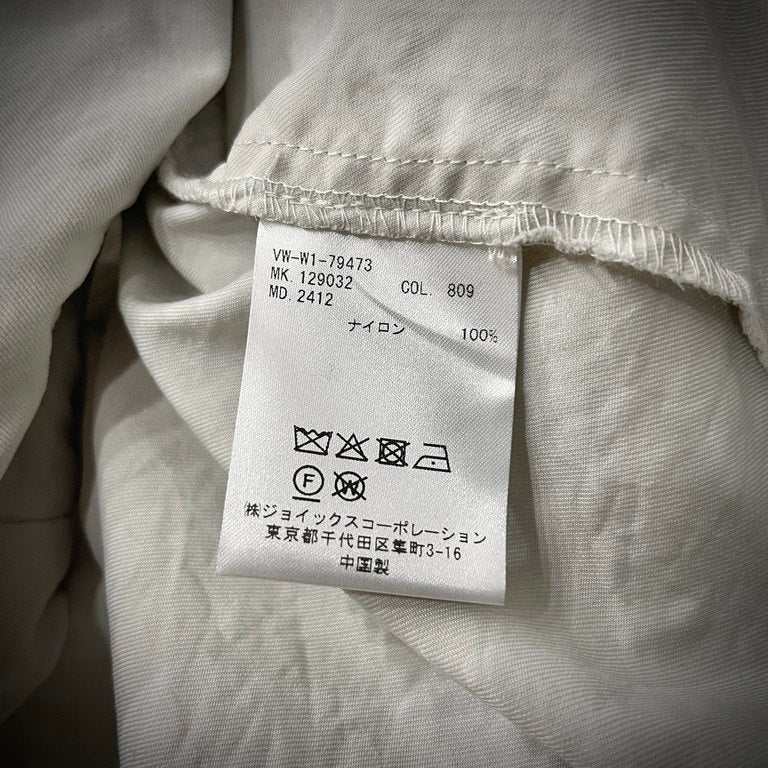 VW-W1-79473
MK. 129032 COL. 809
MD. 2412
ナイロン 100%
F
W
㈱ジョイックスコーポレーション
東京都千代田区隼町3-16
中国製